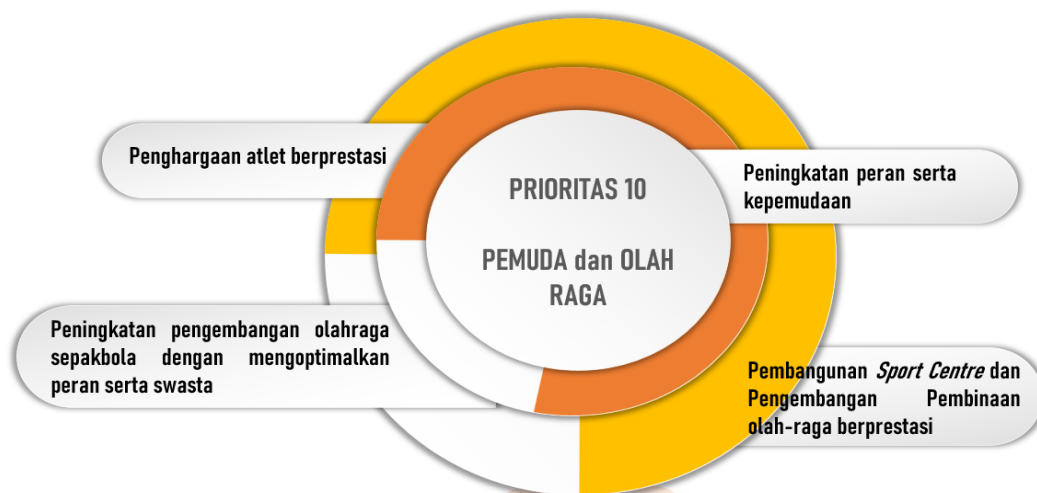 Penghargaan atlet berprestasi
PRIORITAS 10
PEMUDA dan OLAH
RAGA
Peningkatan peran serta
kepemudaan
Peningkatan pengembangan olahraga
sepakbola dengan mengoptimalkan
peran serta swasta
Pembangunan Sport Centre dan
Pengembangan Pembinaan
olah-raga berprestasi